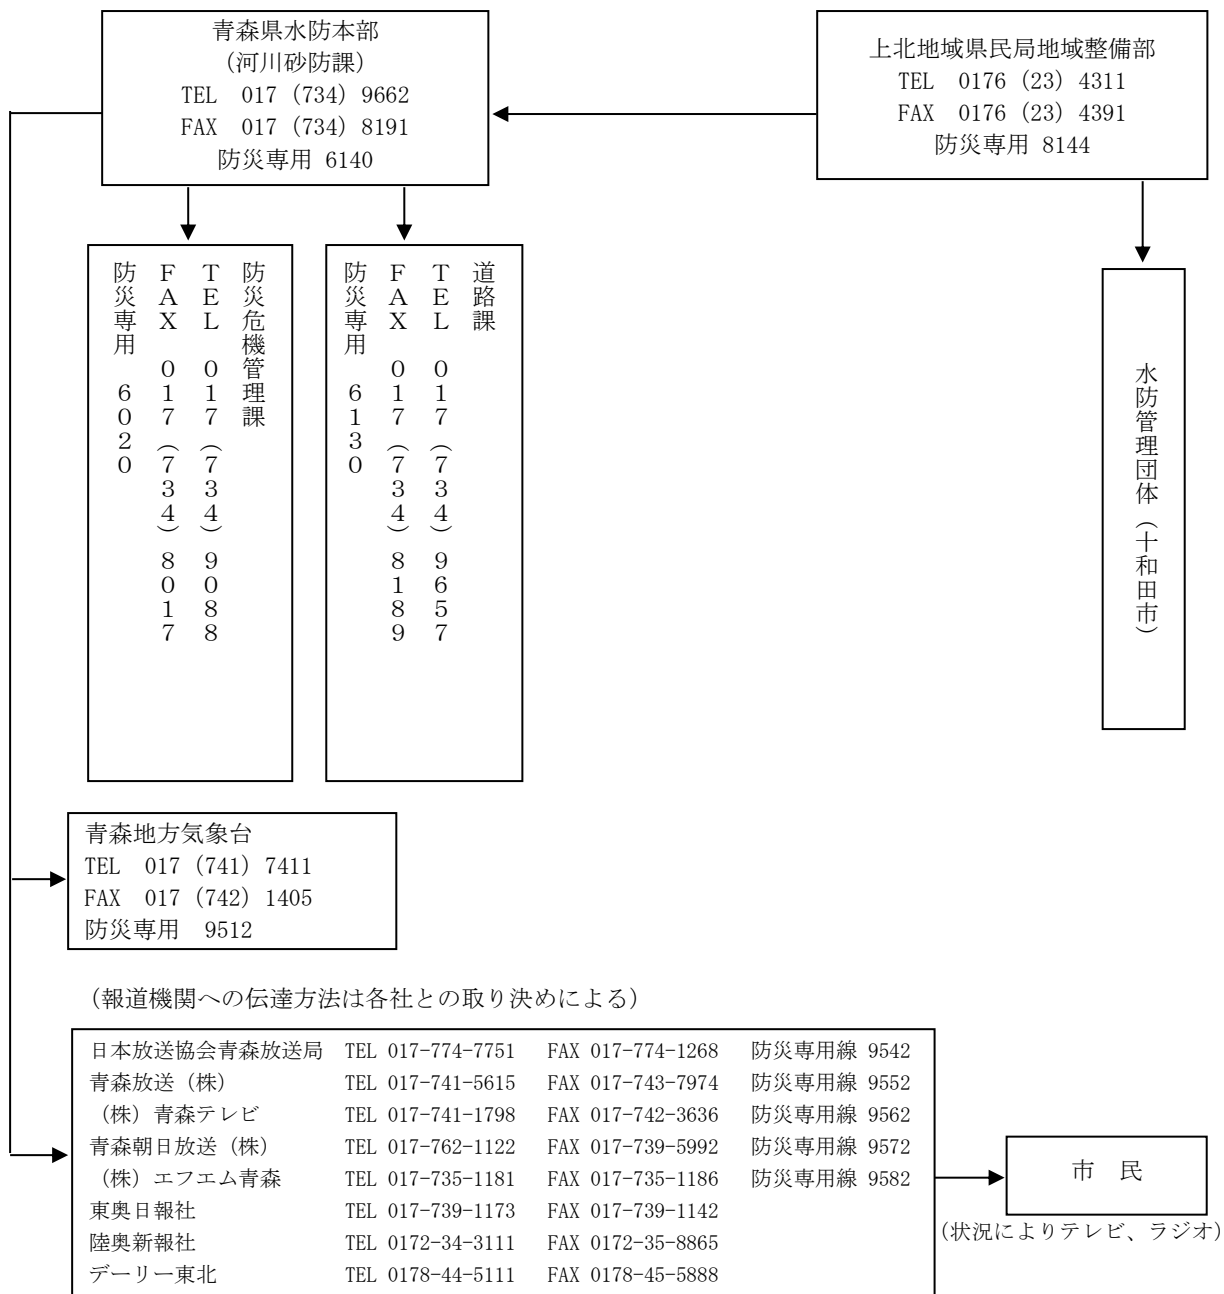 青森県水防本部
(河川砂防課)
TEL 017 (734) 9662
FAX 017 (734) 8191
防災専用 6140
上北地域県民局地域整備部
TEL 0176 (23) 4311
FAX 0176 (23) 4391
防災専用 8144
防災危機管理課
TEL 017(734)9088
FAX 017(734)8017
防災専用 6020
道路課
TEL 017(734)9657
FAX 017(734)8189
防災専用 6130
水防管理団体(十和田市)
青森地方気象台
TEL 017 (741) 7411
FAX 017 (742) 1405
防災専用 9512
(報道機関への伝達方法は各社との取り決めによる)
日本放送協会青森放送局 TEL 017-774-7751 FAX 017-774-1268 防災専用線 9542
青森放送(株) TEL 017-741-5615 FAX 017-743-7974 防災専用線 9552
(株)青森テレビ TEL 017-741-1798 FAX 017-742-3636 防災専用線 9562
青森朝日放送(株) TEL 017-762-1122 FAX 017-739-5992 防災専用線 9572
(株)エフエム青森 TEL 017-735-1181 FAX 017-735-1186 防災専用線 9582
東奥日報社 TEL 017-739-1173 FAX 017-739-1142
陸奥新報社 TEL 0172-34-3111 FAX 0172-35-8865
デーリー東北 TEL 0178-44-5111 FAX 0178-45-5888
市 民
(状況によりテレビ、ラジオ)